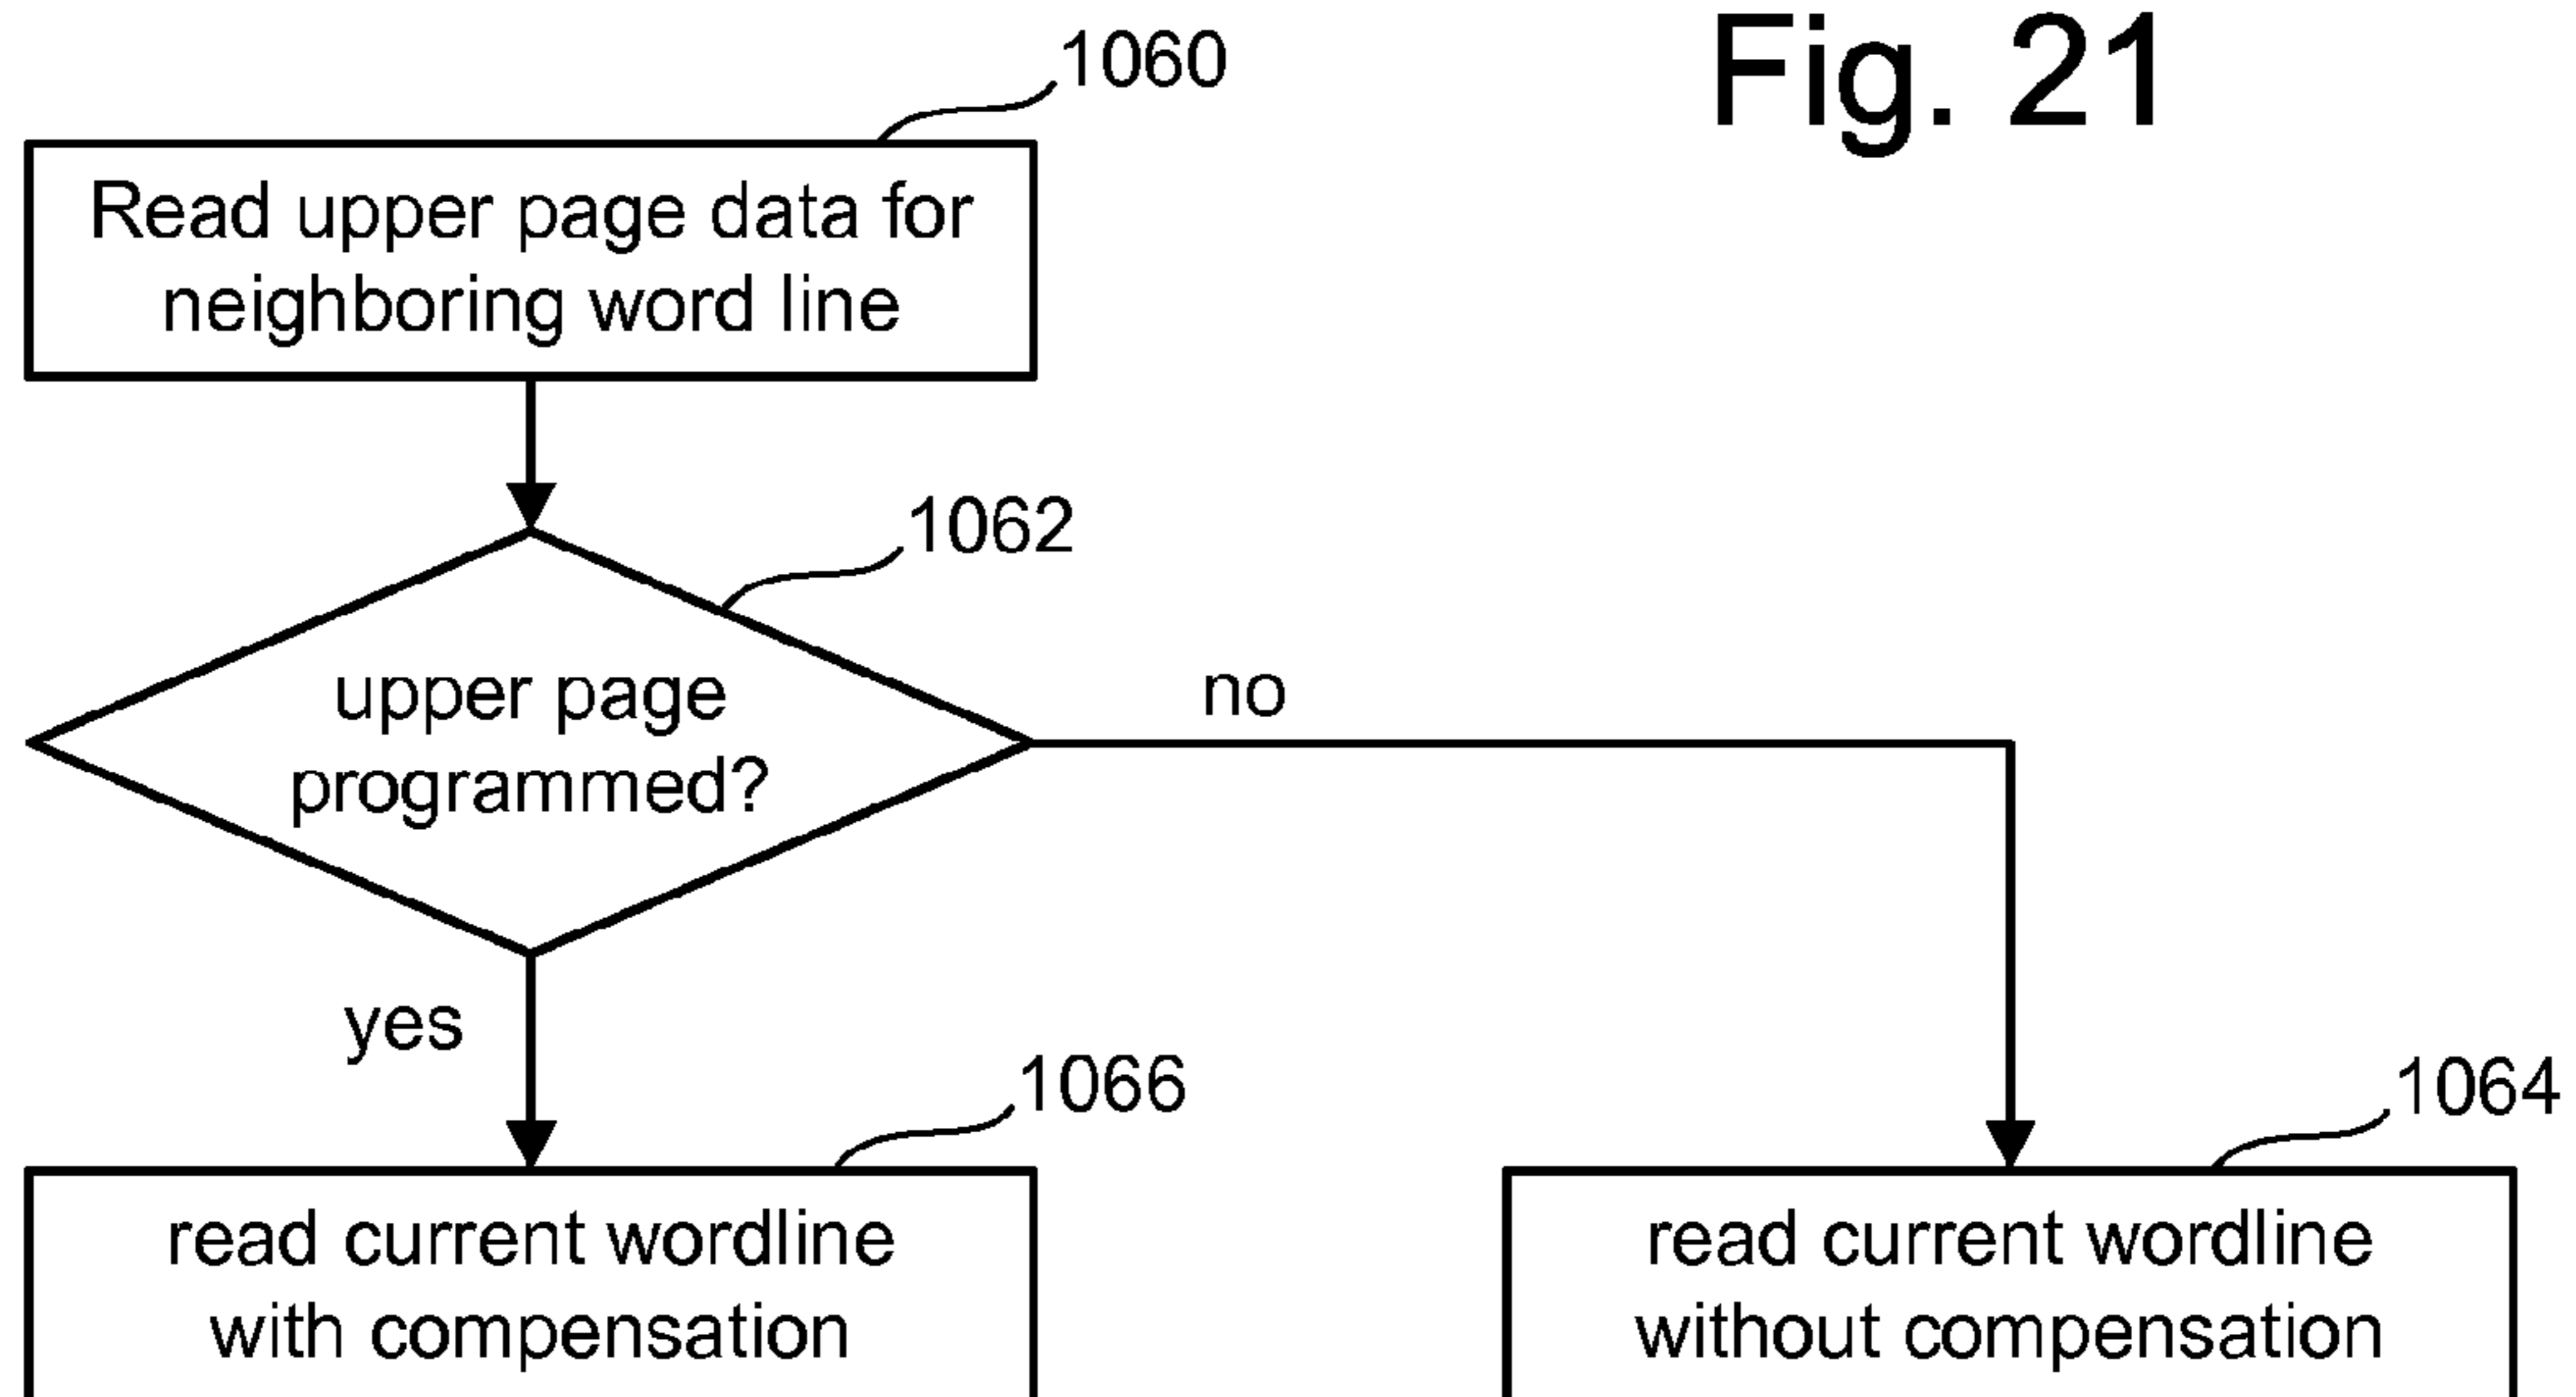 Fig. 21
1060
Read upper page data for
neighboring word line
1062
upper page
programmed?
no
yes
1066
read current wordline
with compensation
1064
read current wordline
without compensation